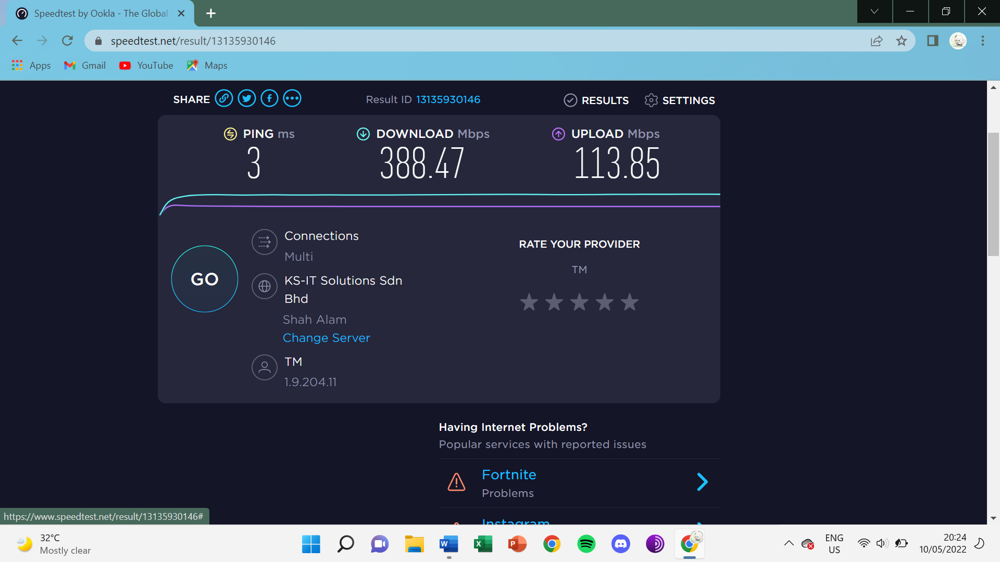 Speedtest by Ookla - The Global
speedtest.net/result/13135930146
Apps
Gmail
YouTube
Maps
SHARE
Result ID 13135930146
RESULTS
SETTINGS
PING ms
3
DOWNLOAD Mbps
388.47
UPLOAD Mbps
113.85
GO
Connections
Multi
KS-IT Solutions Sdn
Bhd
Shah Alam
Change Server
TM
1.9.204.11
RATE YOUR PROVIDER
TM
Having Internet Problems?
Popular services with reported issues
Fortnite
Problems
Instagram
https://www.speedtest.net/result/13135930146#
32°C
Mostly clear
ENG
US
20:24
10/05/2022